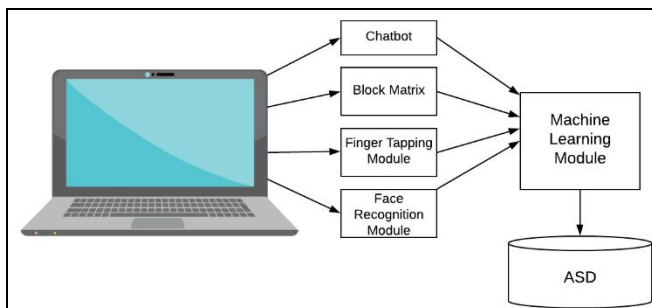 Chatbot
Block Matrix
Finger Tapping
Module
Face
Recognition
Module
Machine
Learning
Module
ASD